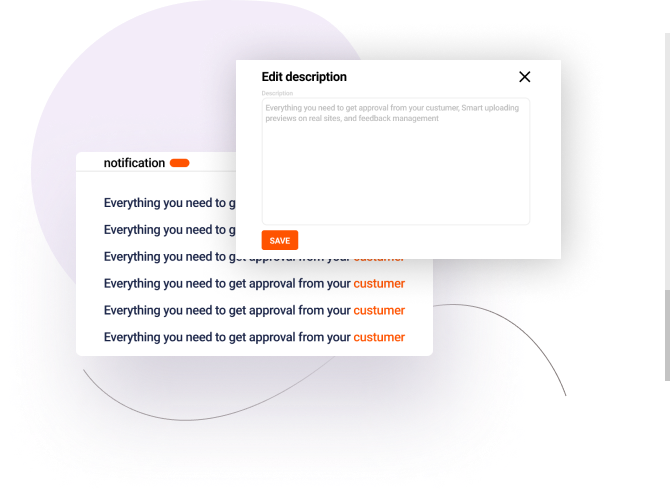 Edit description
Description
Everything you need to get approval from your custumer, Smart uploading
previews on real sites, and feedback management
SAVE
notification
Everything you need to g
Everything you need to g
Everything you need to get approval from your custumer
Everything you need to get approval from your custumer
Everything you need to get approval from your custumer
Everything you need to get approval from your custumer